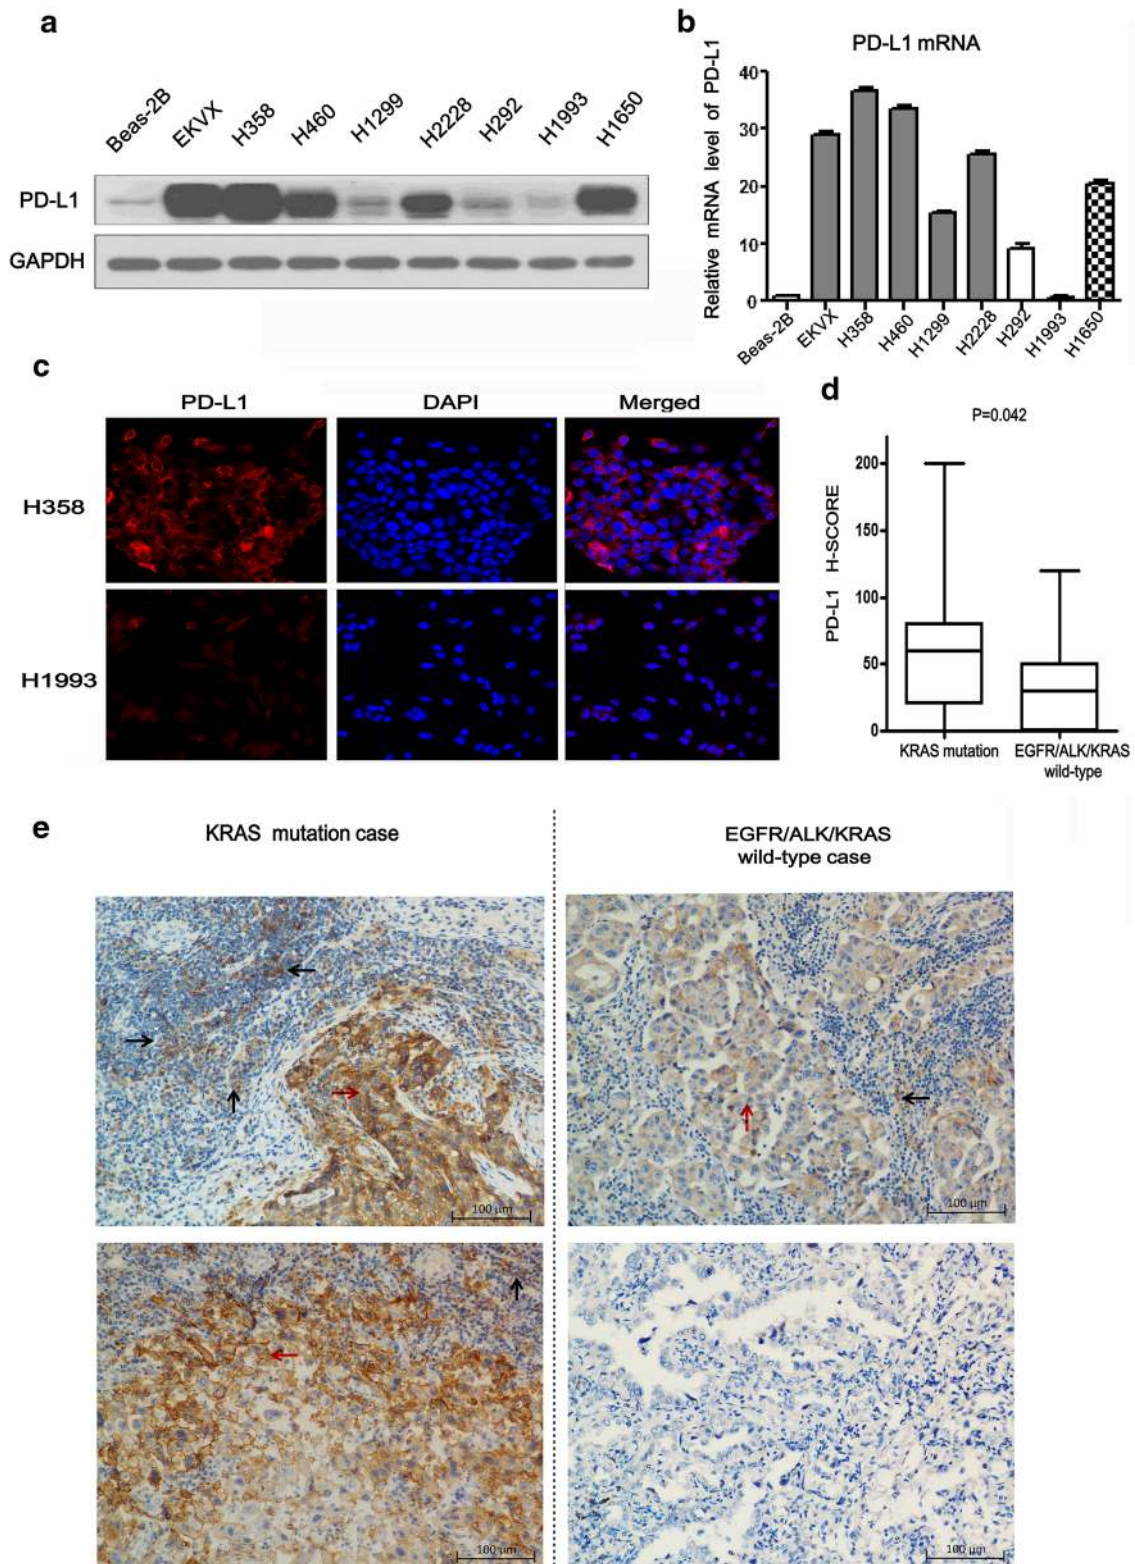 a
Beas-2B EKVX H358 H460 H1299 H2228 H292 H1993 H1650
PD-L1
GAPDH
b
PD-L1 mRNA
Relative mRNA level of PD-L1
40
30
20
10
0
Beas-2B EKVX H358 H460 H1299 H2228 H292 H1993 H1650
c
PD-L1 DAPI Merged
H358
H1993
d
P=0.042
PD-L1 H-SCORE
200
150
100
50
0
KRAS mutation EGFR/ALK/KRAS
wild-type
e
KRAS mutation case
EGFR/ALK/KRAS
wild-type case
100 μm
100 μm
100 μm
100 μm